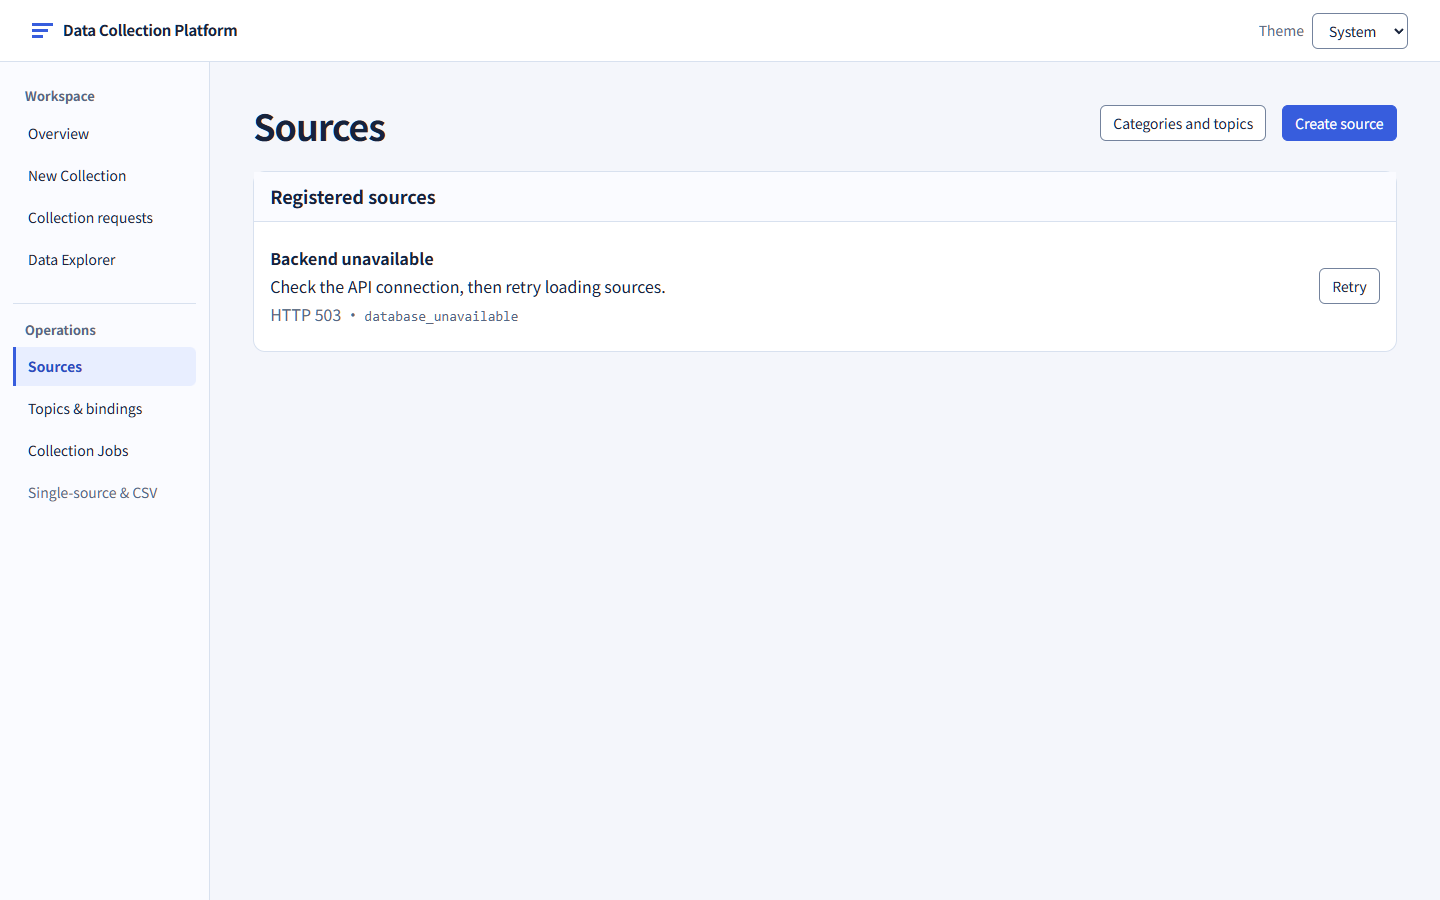 Data Collection Platform
Theme
System
Workspace
Overview
New Collection
Collection requests
Data Explorer
Operations
Sources
Topics & bindings
Collection Jobs
Single-source & CSV
Sources
Categories and topics
Create source
Registered sources
Backend unavailable
Check the API connection, then retry loading sources.
HTTP 503 • database_unavailable
Retry